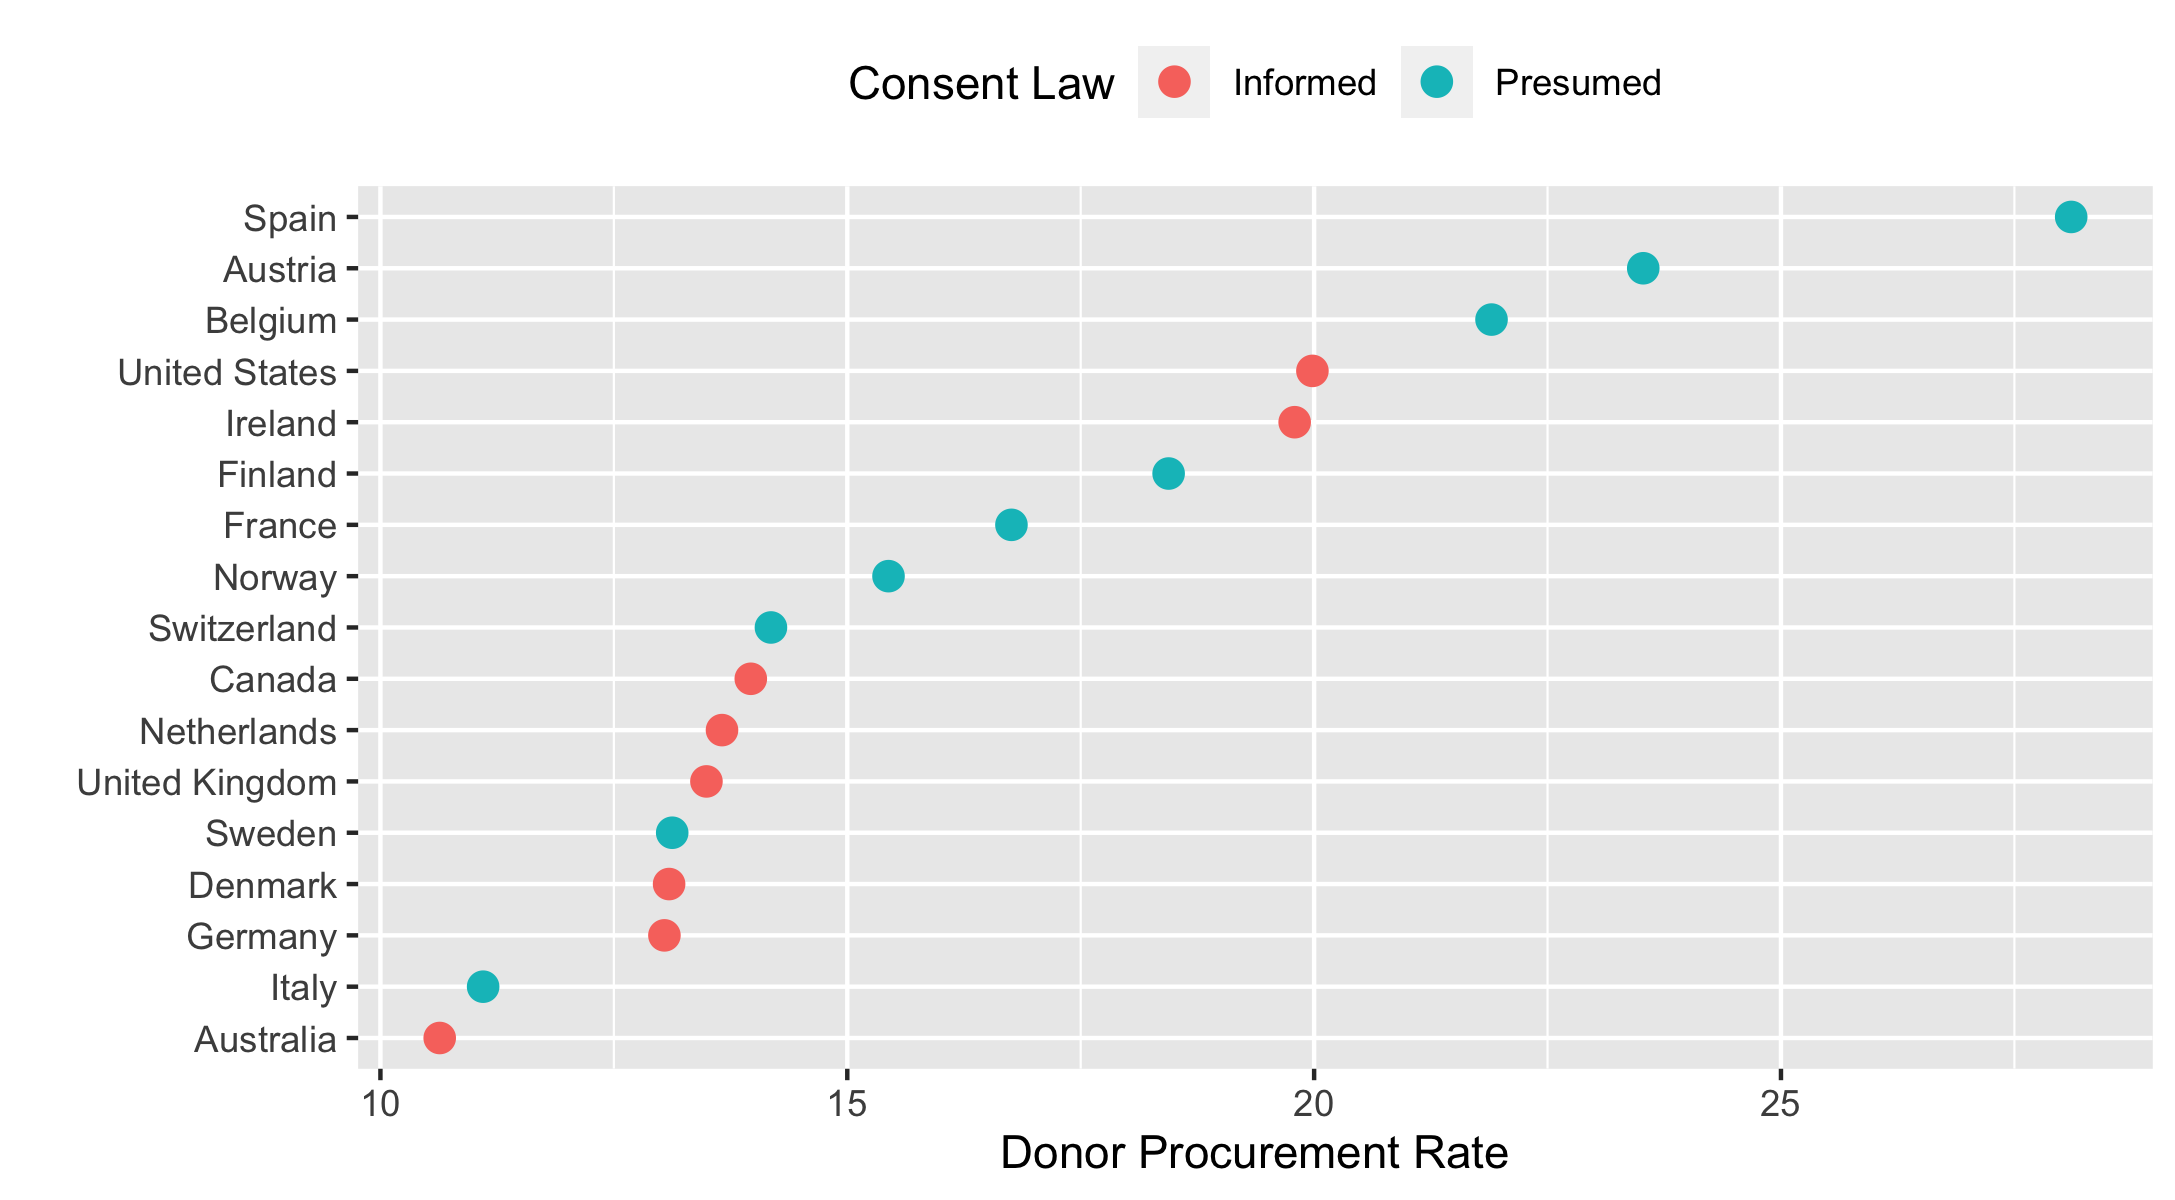 Consent Law Informed Presumed
Spain
Austria
Belgium
United States
Ireland
Finland
France
Norway
Switzerland
Canada
Netherlands
United Kingdom
Sweden
Denmark
Germany
Italy
Australia
10 15 20 25
Donor Procurement Rate